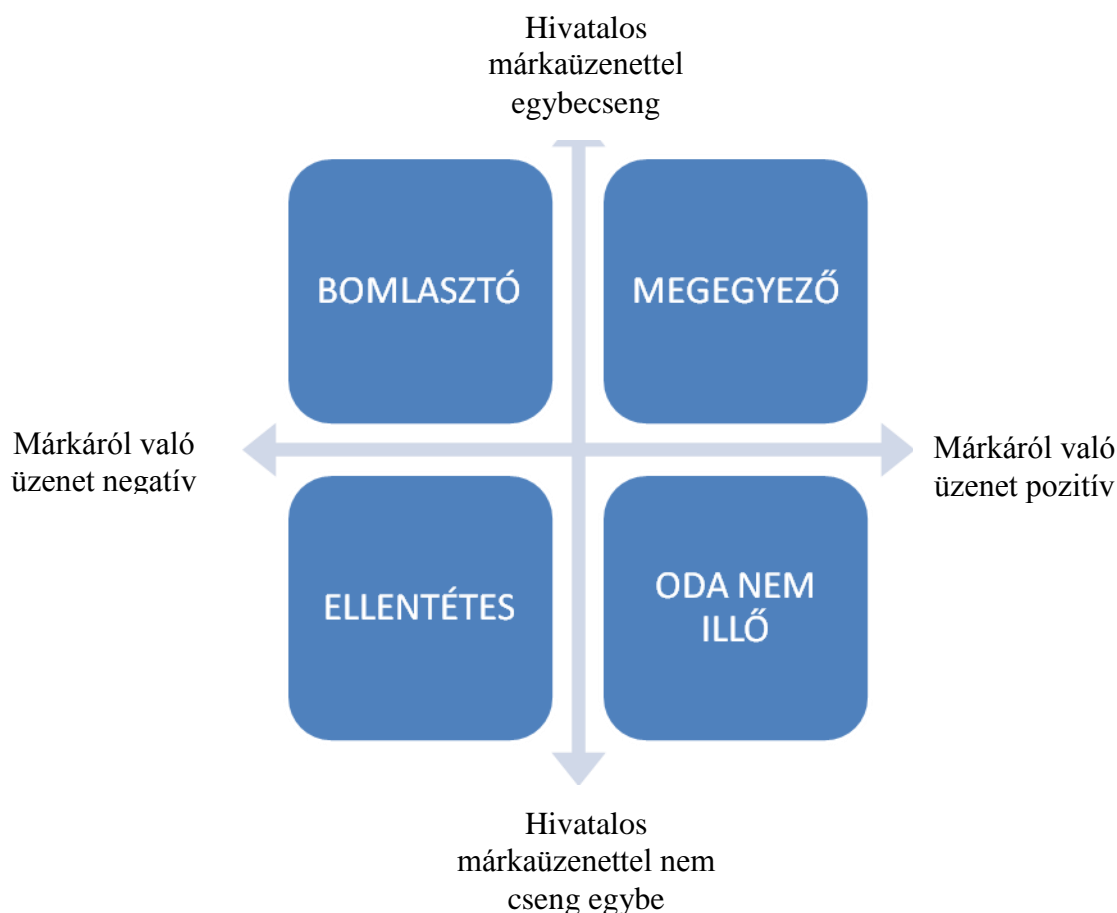 Hivatalos
márkaüzenettel
egybecseng
BOMLASZTÓ
MEGEGYEZŐ
Márkáról való
üzenet negatív
Márkáról való
üzenet pozitív
ELLENTÉTES
ODA NEM
ILLŐ
Hivatalos
márkaüzenettel nem
cseng egybe